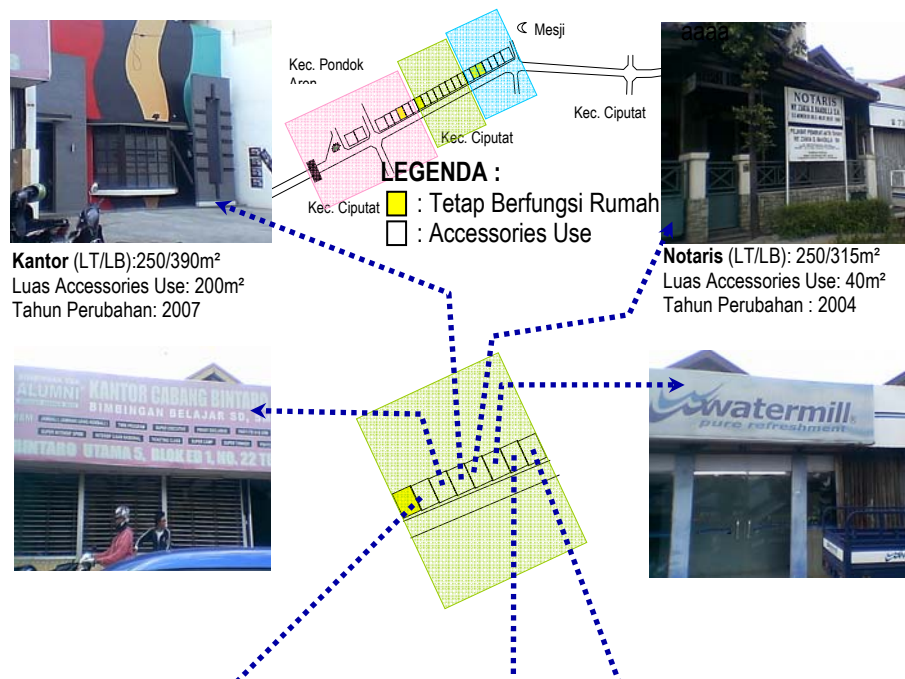 aaaa
Mesji
Kec. Pondok
Aren
Kec. Ciputat
Kec. Ciputat
Kec. Ciputat
LEGENDA :
: Tetap Berfungsi Rumah
: Accessories Use
NOTARIS
Kantor (LT/LB):250/390m²
Luas Accessories Use: 200m²
Tahun Perubahan: 2007
Notaris (LT/LB): 250/315m²
Luas Accessories Use: 40m²
Tahun Perubahan : 2004
ALUMNI
KANTOR CABANG BINTA
BIMBINGAN BELAJAR SD, S
BINTARO UTAMA 5, BLOK EB 1, NO. 22 T
watermill
pure refreshment